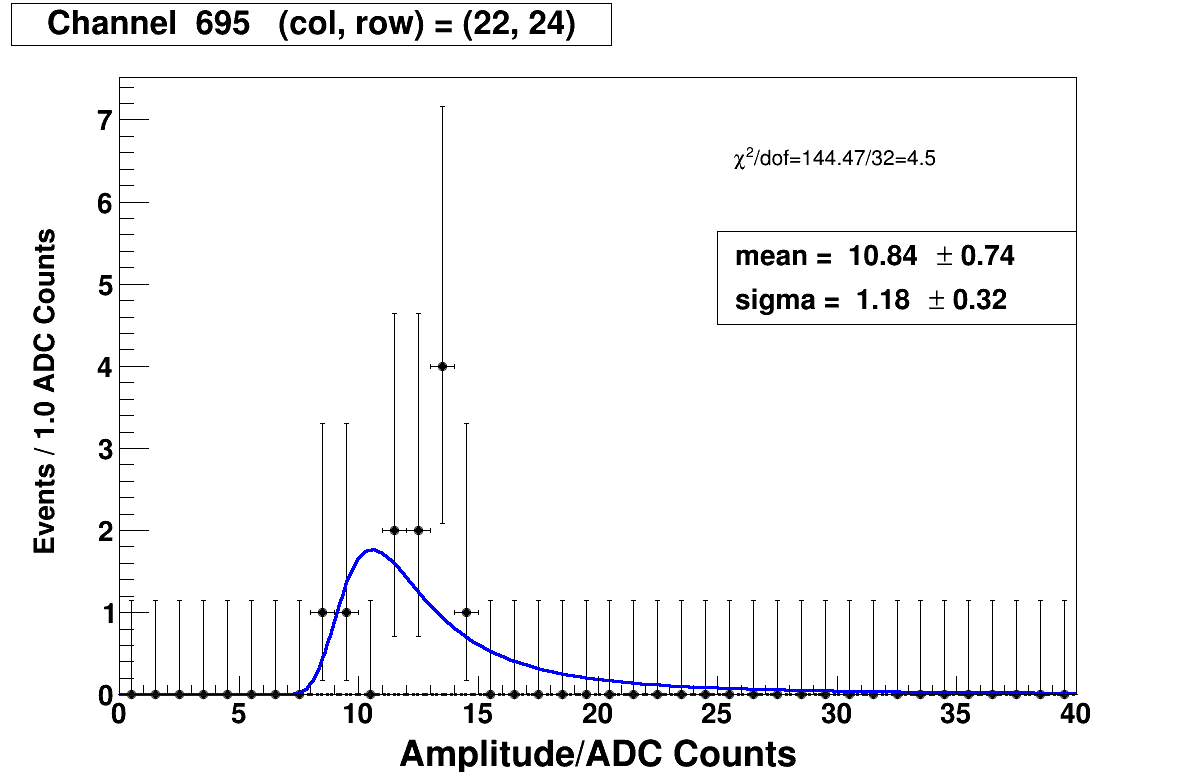 Channel 695 (col, row) = (22, 24)
χ²/dof=144.47/32=4.5
mean = 10.84 ± 0.74
sigma = 1.18 ± 0.32
Events / 1.0 ADC Counts
7
6
5
4
3
2
1
0
0 5 10 15 20 25 30 35 40
Amplitude/ADC Counts